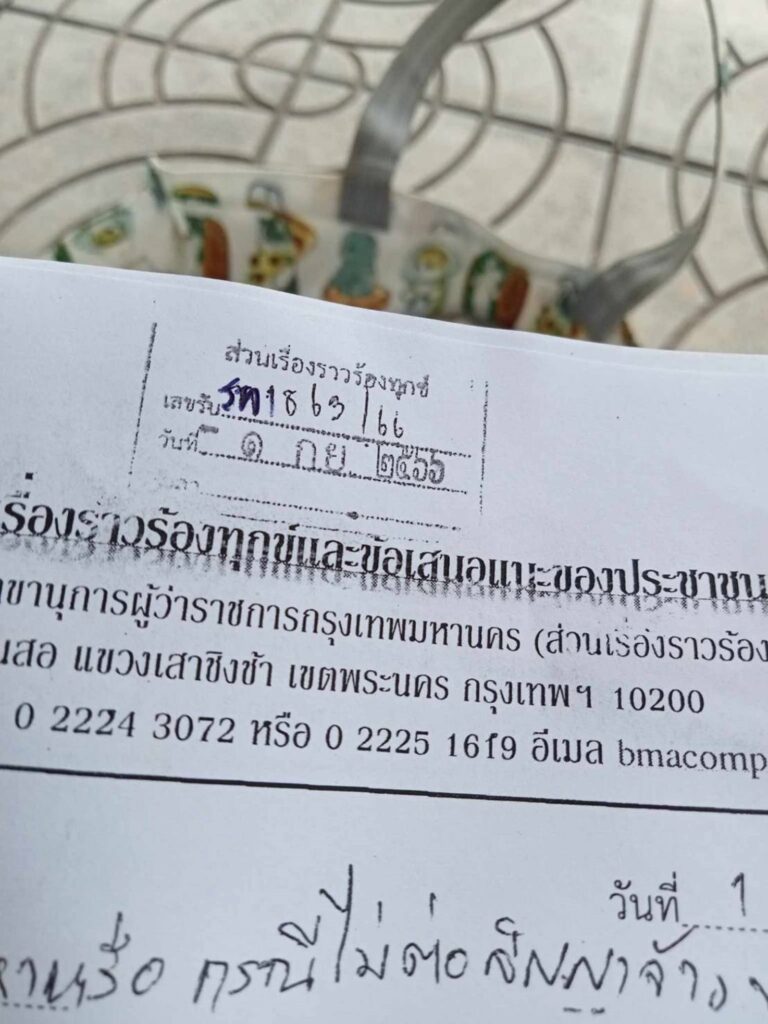 ส่วนเรื่องราวร้องทุกข์
เลขรับ รท1863/66
วันที่ - ๑ กย. ๒๕๖๖
รื่องราวร้องทุกข์และข้อเสนอแนะของประชาชน
ขานุการผู้ว่าราชการกรุงเทพมหานคร (ส่วนเรื่องราวร้อง
นสอ แขวงเสาชิงช้า เขตพระนคร กรุงเทพฯ 10200
0 2224 3072 หรือ 0 2225 1619 อีเมล bmacomp
วันที่ 1
กรณีไม่ต่อสัญญาจ้าง